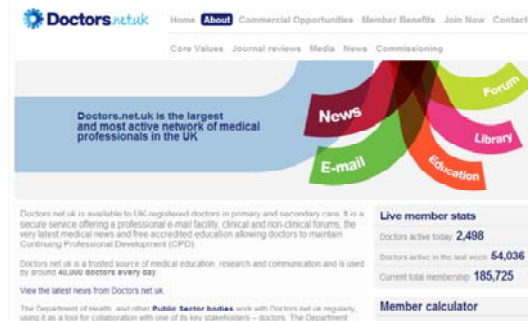 Doctors.net.uk
Home About Commercial Opportunities Member Benefits Join Now Contact
Core Values Journal reviews Media News Commissioning
Doctors.net.uk is the largest
and most active network of medical
professionals in the UK
News
E-mail
Forum
Library
Education
Doctors.net.uk is available to UK-registered doctors in primary and secondary care. It is a
secure service offering a professional e-mail facility, clinical and non-clinical forums, the
very latest medical news and free accredited education allowing doctors to maintain
Continuing Professional Development (CPD)
Doctors.net.uk is a trusted source of medical education, research and communication and is used
by around 40,000 doctors every day.
View the latest news from Doctors.net.uk.
The Department of Health, and other Public Sector bodies work with Doctors.net.uk regularly,
using it as a tool for collaboration with one of its key stakeholders – doctors. The Department
Live member stats
Doctors active today: 2,498
Doctors active in the last week: 54,036
Current total membership: 185,725
Member calculator